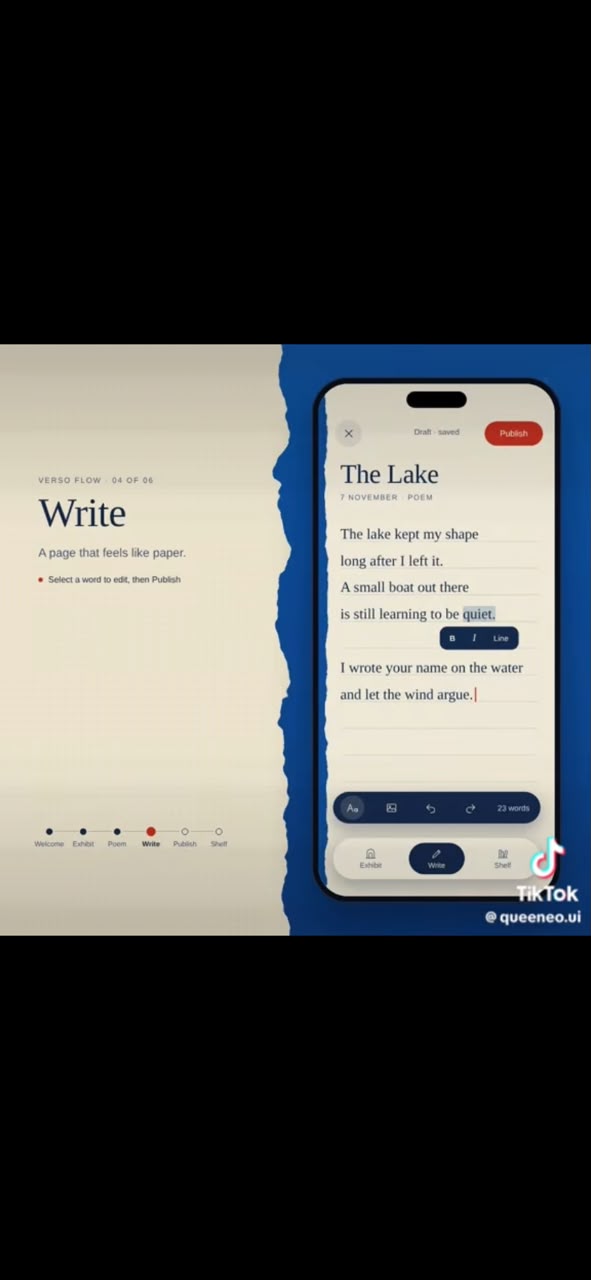 VERSO FLOW · 04 OF 06
Write
A page that feels like paper.
Select a word to edit, then Publish
Welcome Exhibit Poem Write Publish Shelf
Draft · saved
Publish
The Lake
7 NOVEMBER · POEM
The lake kept my shape
long after I left it.
A small boat out there
is still learning to be quiet.
B I Line
I wrote your name on the water
and let the wind argue.
Aa 23 words
Exhibit Write Shelf
TikTok
@ queeneo.ui